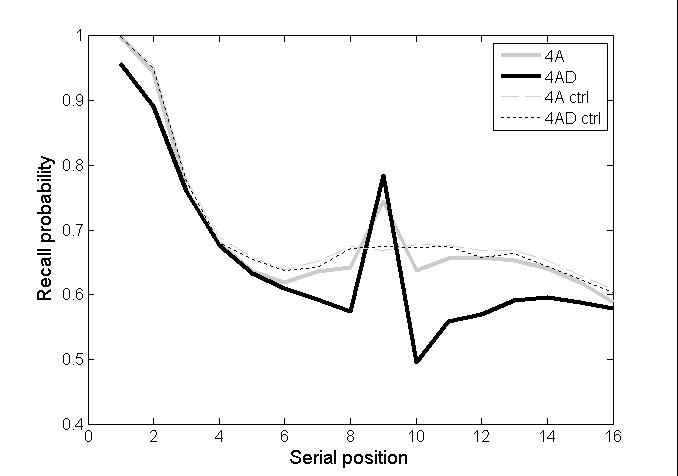 1
0.9
0.8
0.7
0.6
0.5
0.4
Recall probability
4A
4AD
4A ctrl
4AD ctrl
0 2 4 6 8 10 12 14 16
Serial position